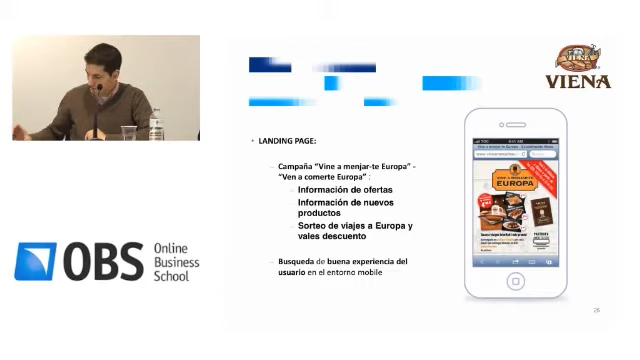 VIENA
VIENA
• LANDING PAGE:
– Campaña “Vine a menjar-te Europa” -
“Ven a comerte Europa” :
– Información de ofertas
– Información de nuevos
productos
– Sorteo de viajes a Europa y
vales descuento
– Busqueda de buena experiencia del
usuario en el entorno mobile
EUROPA
OBS
Online
Business
School
26